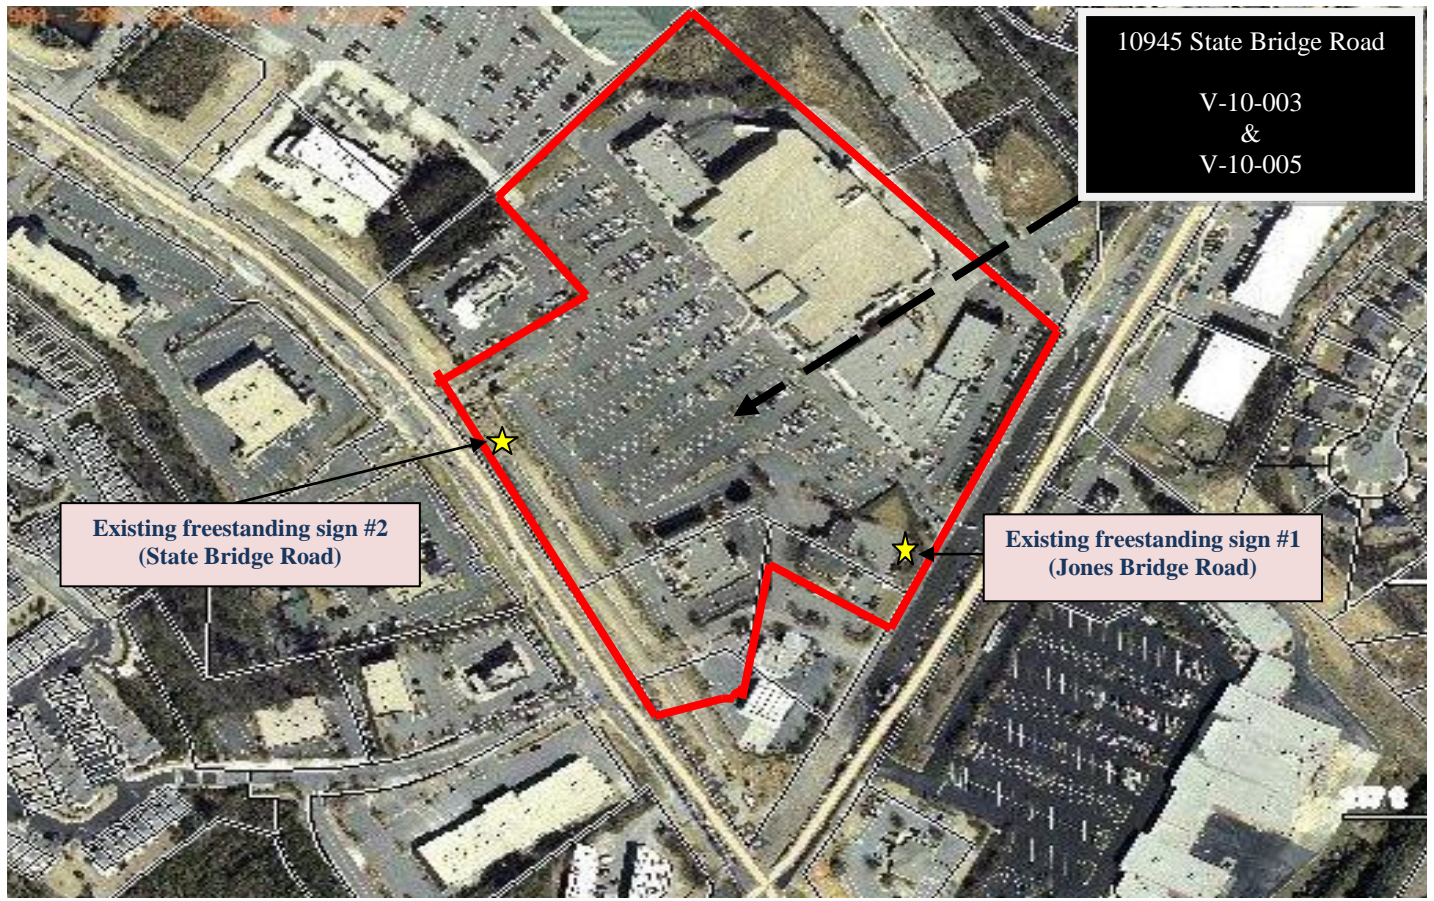 10945 State Bridge Road
V-10-003
&
V-10-005
Existing freestanding sign #2
(State Bridge Road)
Existing freestanding sign #1
(Jones Bridge Road)